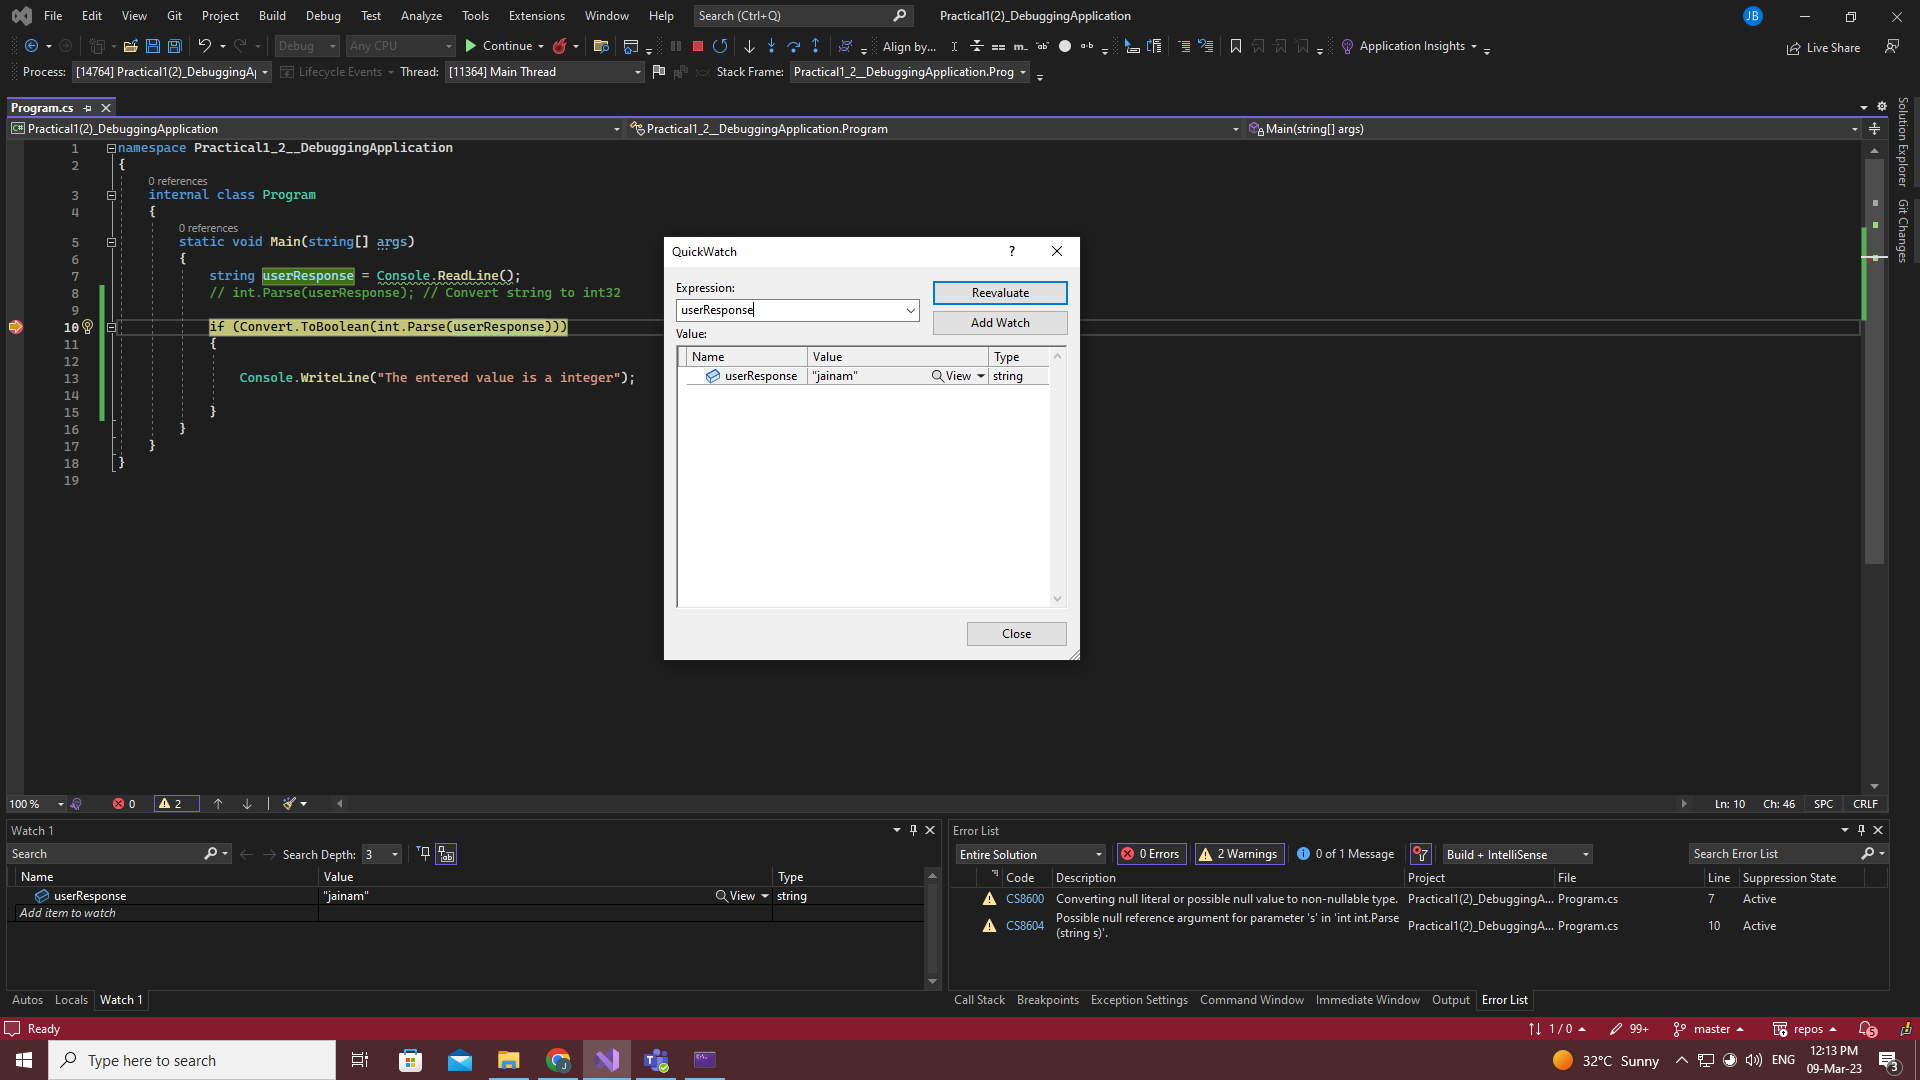 File Edit View Git Project Build Debug Test Analyze Tools Extensions Window Help Search (Ctrl+Q) Practical1(2)_DebuggingApplication JB
Debug Any CPU Continue Align by... Application Insights Live Share
Process: [14764] Practical1(2)_DebuggingA Lifecycle Events Thread: [11364] Main Thread Stack Frame: Practical1_2__DebuggingApplication.Prog
Program.cs
Practical1(2)_DebuggingApplication Practical1_2__DebuggingApplication.Program Main(string[] args)
Solution Explorer
Git Changes
1 namespace Practical1_2__DebuggingApplication
2 {
0 references
3 internal class Program
4 {
0 references
5 static void Main(string[] args)
6 {
7 string userResponse = Console.ReadLine();
8 // int.Parse(userResponse); // Convert string to int32
9
10 if (Convert.ToBoolean(int.Parse(userResponse)))
11 {
12
13 Console.WriteLine("The entered value is a integer");
14
15 }
16 }
17 }
18 }
19
QuickWatch ?
Expression:
Reevaluate
userResponse
Add Watch
Value:
Name Value Type
userResponse "jainam" View string
Close
100 % 0 2 Ln: 10 Ch: 46 SPC CRLF
Watch 1
Search Search Depth: 3
Name Value Type
userResponse "jainam" View string
Add item to watch
Autos Locals Watch 1
Error List
Entire Solution 0 Errors 2 Warnings 0 of 1 Message Build + IntelliSense Search Error List
Code Description Project File Line Suppression State
CS8600 Converting null literal or possible null value to non-nullable type. Practical1(2)_DebuggingA... Program.cs 7 Active
CS8604 Possible null reference argument for parameter 's' in 'int int.Parse
(string s)'. Practical1(2)_DebuggingA... Program.cs 10 Active
Call Stack Breakpoints Exception Settings Command Window Immediate Window Output Error List
Ready 1 / 0 99+ master repos 5
Type here to search 32°C Sunny ENG 12:13 PM
09-Mar-23 3